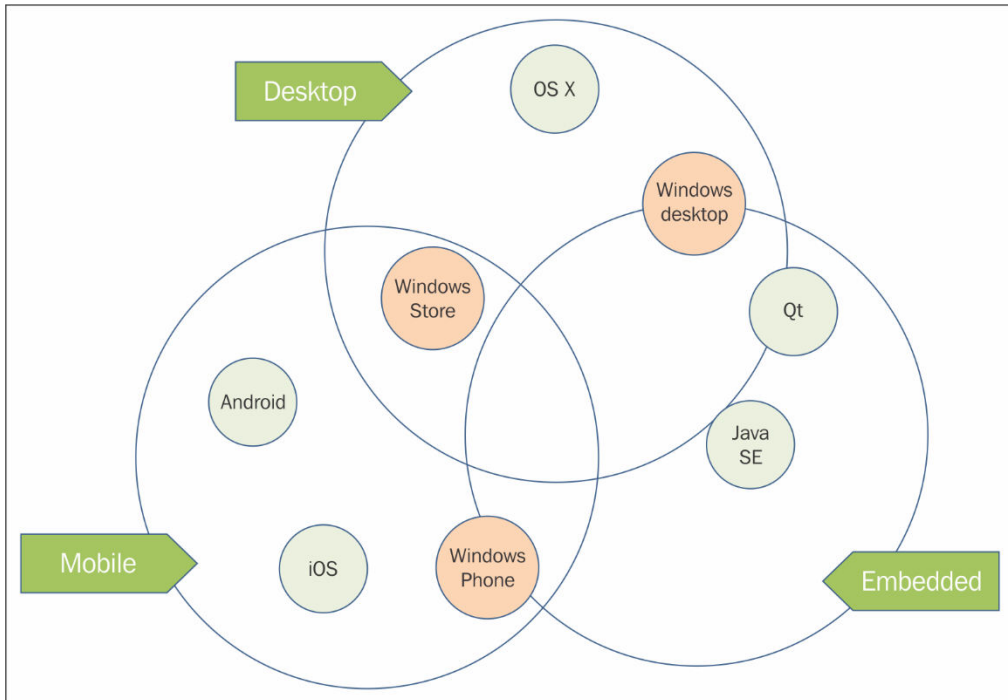 Desktop
OS X
Windows
desktop
Windows
Store
Qt
Android
Java
SE
Mobile
iOS
Windows
Phone
Embedded